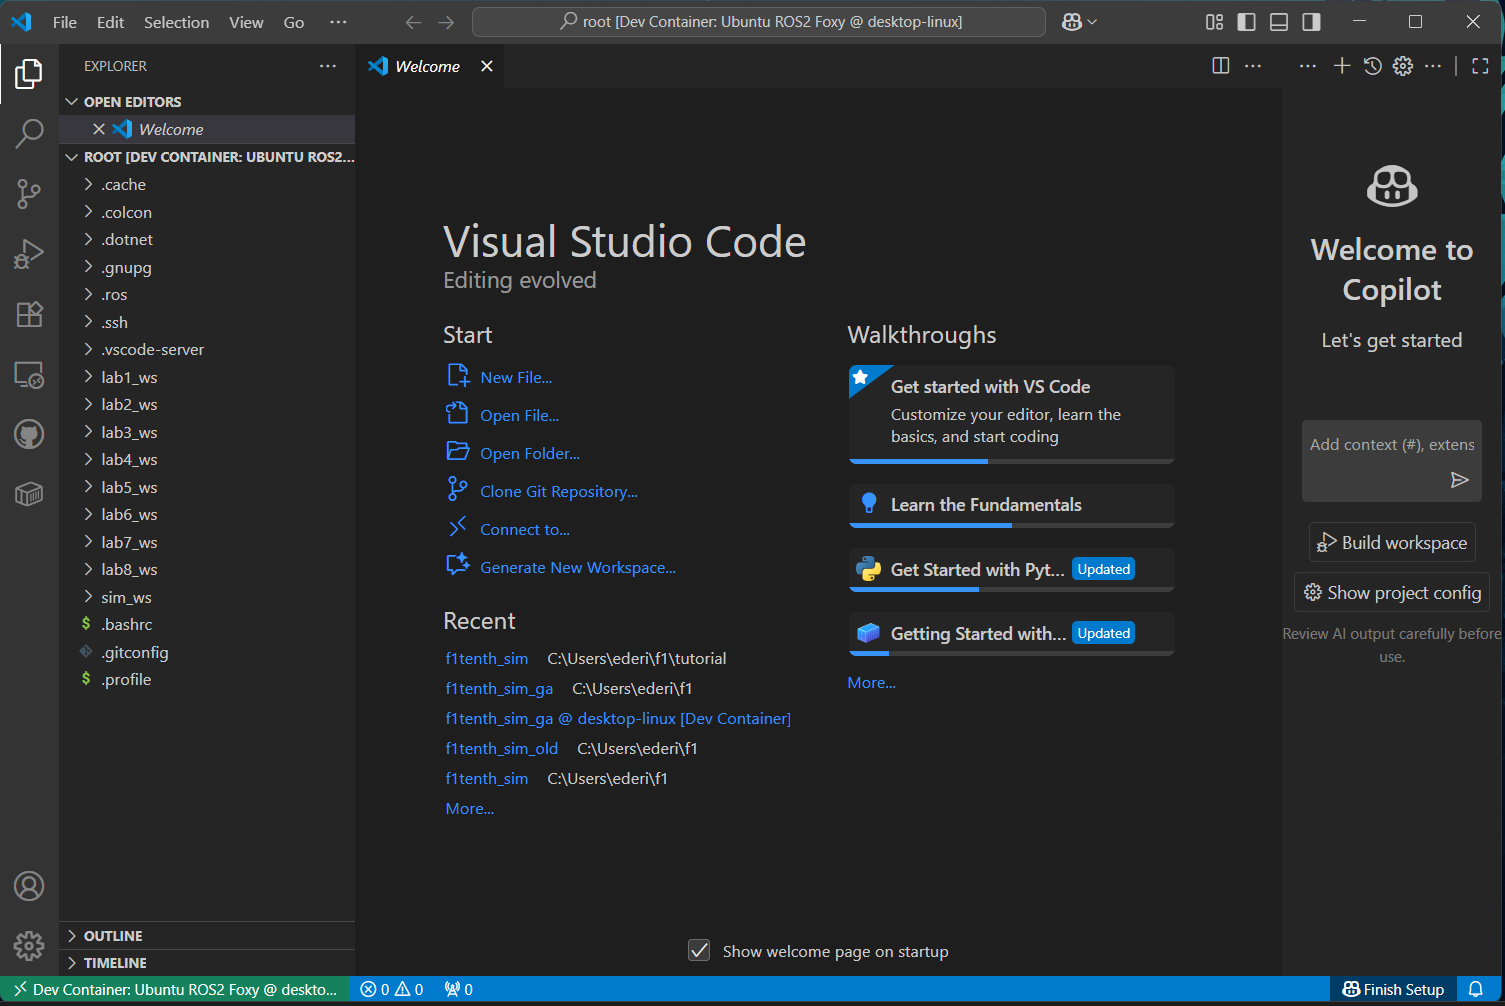 File Edit Selection View Go ···
root [Dev Container: Ubuntu ROS2 Foxy @ desktop-linux]
EXPLORER
OPEN EDITORS
Welcome
ROOT [DEV CONTAINER: UBUNTU ROS2...
.cache
.colcon
.dotnet
.gnupg
.ros
.ssh
.vscode-server
lab1_ws
lab2_ws
lab3_ws
lab4_ws
lab5_ws
lab6_ws
lab7_ws
lab8_ws
sim_ws
$ .bashrc
.gitconfig
$ .profile
OUTLINE
TIMELINE
Welcome
Visual Studio Code
Editing evolved
Start
New File...
Open File...
Open Folder...
Clone Git Repository...
Connect to...
Generate New Workspace...
Recent
f1tenth_sim C:\Users\ederi\f1\tutorial
f1tenth_sim_ga C:\Users\ederi\f1
f1tenth_sim_ga @ desktop-linux [Dev Container]
f1tenth_sim_old C:\Users\ederi\f1
f1tenth_sim C:\Users\ederi\f1
More...
Walkthroughs
Get started with VS Code
Customize your editor, learn the
basics, and start coding
Learn the Fundamentals
Get Started with Pyt... Updated
Getting Started with... Updated
More...
Show welcome page on startup
Welcome to
Copilot
Let's get started
Add context (#), extens
Build workspace
Show project config
Review AI output carefully before
use.
Dev Container: Ubuntu ROS2 Foxy @ deskto... 0 0 0 Finish Setup